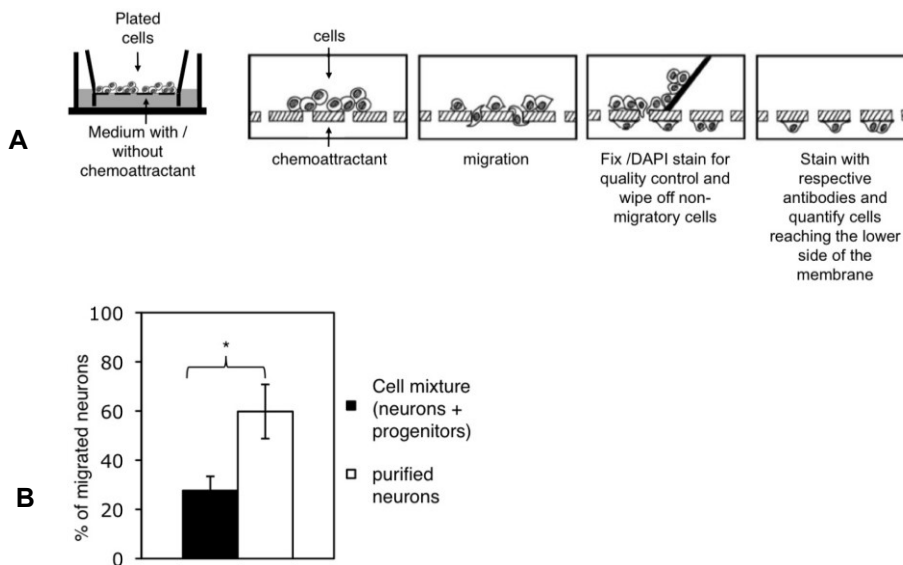 Plated
cells
Medium with /
without
chemoattractant
A
cells
chemoattractant
migration
Fix /DAPI stain for
quality control and
wipe off non-
migratory cells
Stain with
respective
antibodies and
quantify cells
reaching the lower
side of the
membrane
B
% of migrated neurons
100
80
60
40
20
0
*
Cell mixture
(neurons +
progenitors)
purified
neurons